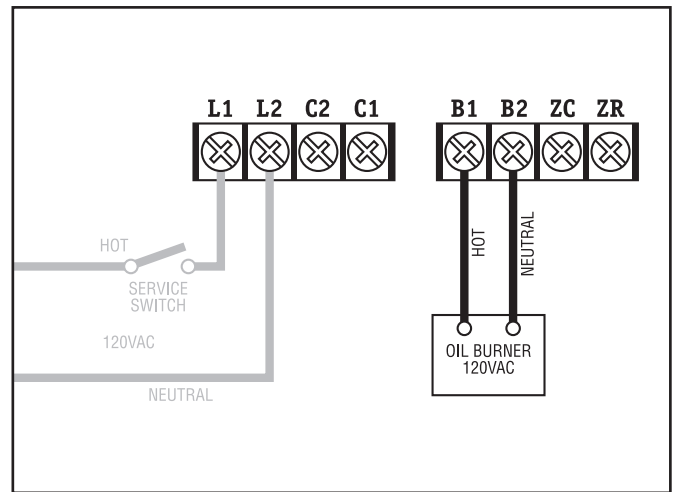 L1 L2 C2 C1 B1 B2 ZC ZR
HOT
SERVICE
SWITCH
120VAC
NEUTRAL
HOT
NEUTRAL
OIL BURNER
120VAC